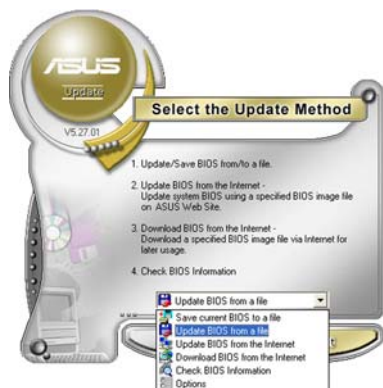 ASUS
Update
V5.27.01
Select the Update Method
1. Update/Save BIOS from/to a file.
2. Update BIOS from the Internet -
Update system BIOS using a specified BIOS image file
on ASUS Web Site.
3. Download BIOS from the Internet -
Download a specified BIOS image file via Internet for
later usage.
4. Check BIOS Information
Update BIOS from a file
Save current BIOS to a file
Update BIOS from a file
Update BIOS from the Internet
Download BIOS from the Internet
Check BIOS Information
Options